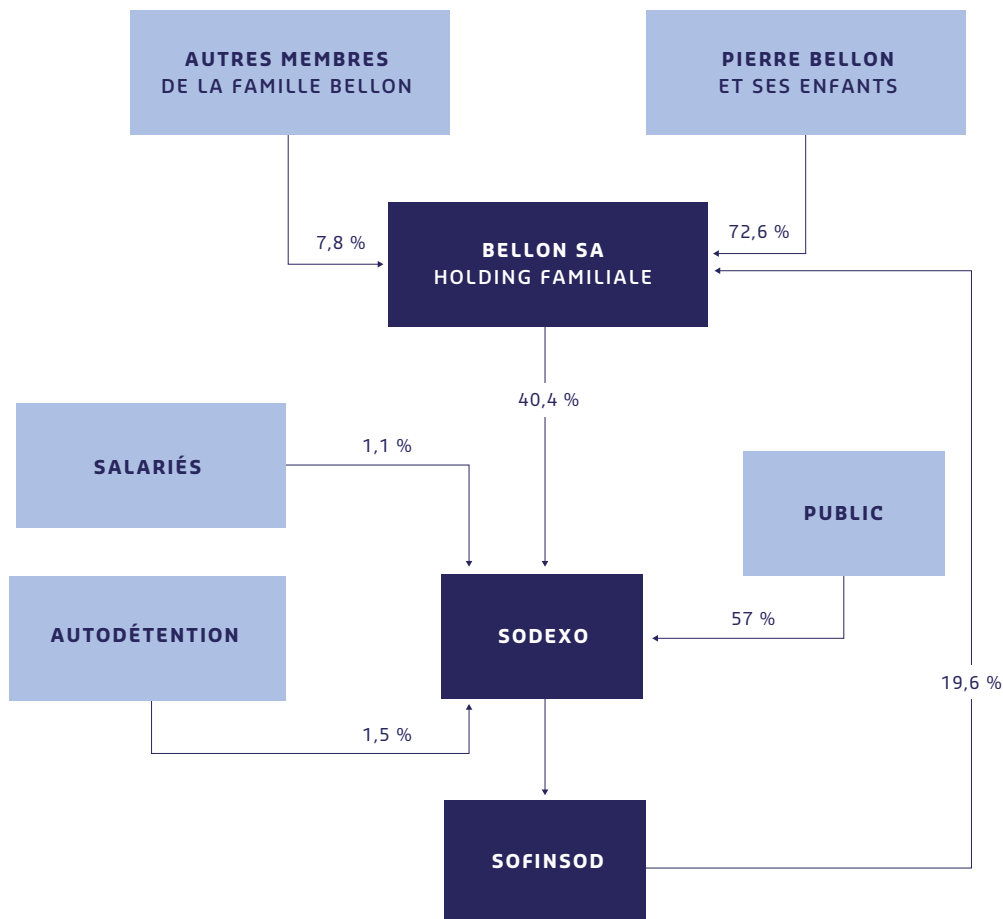 AUTRES MEMBRES
DE LA FAMILLE BELLON
PIERRE BELLON
ET SES ENFANTS
7,8 %
72,6 %
BELLON SA
HOLDING FAMILIALE
40,4 %
SALARIÉS
1,1 %
PUBLIC
AUTODÉTENTION
SODEXO
57 %
19,6 %
1,5 %
SOFINSOD